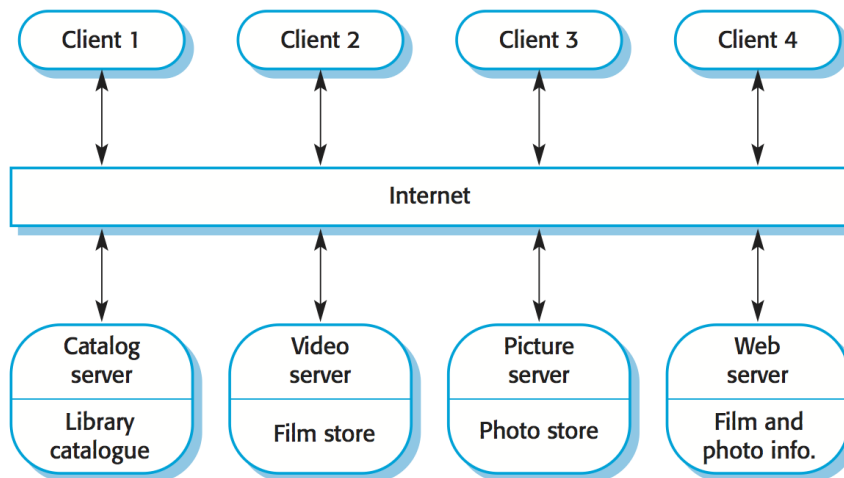 Client 1
Client 2
Client 3
Client 4
Internet
Catalog
server
Library
catalogue
Video
server
Film store
Picture
server
Photo store
Web
server
Film and
photo info.